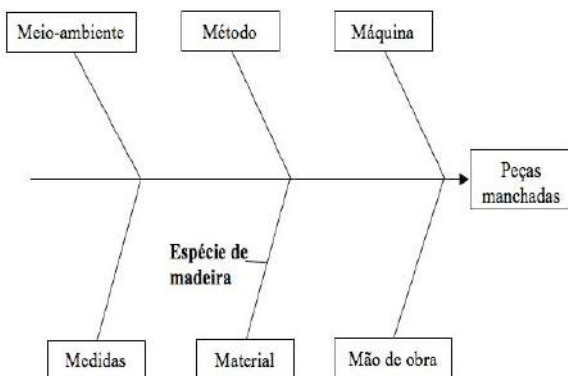 Meio-ambiente
Método
Máquina
Peças
manchadas
Espécie de
madeira
Medidas
Material
Mão de obra